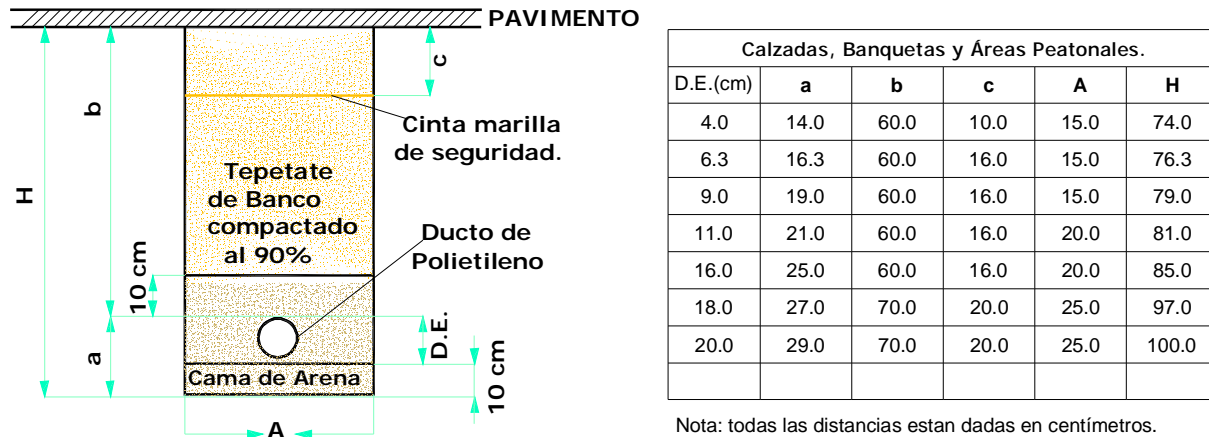 PAVIMENTO
H
b
c
Cinta marilla
de seguridad.
Tepetate
de Banco
compactado
al 90%
Ducto de
Polietileno
10 cm
a
D.E.
Cama de Arena
10 cm
A
Calzadas, Banquetas y Áreas Peatonales.
D.E.(cm) a b c A H
4.0 14.0 60.0 10.0 15.0 74.0
6.3 16.3 60.0 16.0 15.0 76.3
9.0 19.0 60.0 16.0 15.0 79.0
11.0 21.0 60.0 16.0 20.0 81.0
16.0 25.0 60.0 16.0 20.0 85.0
18.0 27.0 70.0 20.0 25.0 97.0
20.0 29.0 70.0 20.0 25.0 100.0
Nota: todas las distancias estan dadas en centímetros.